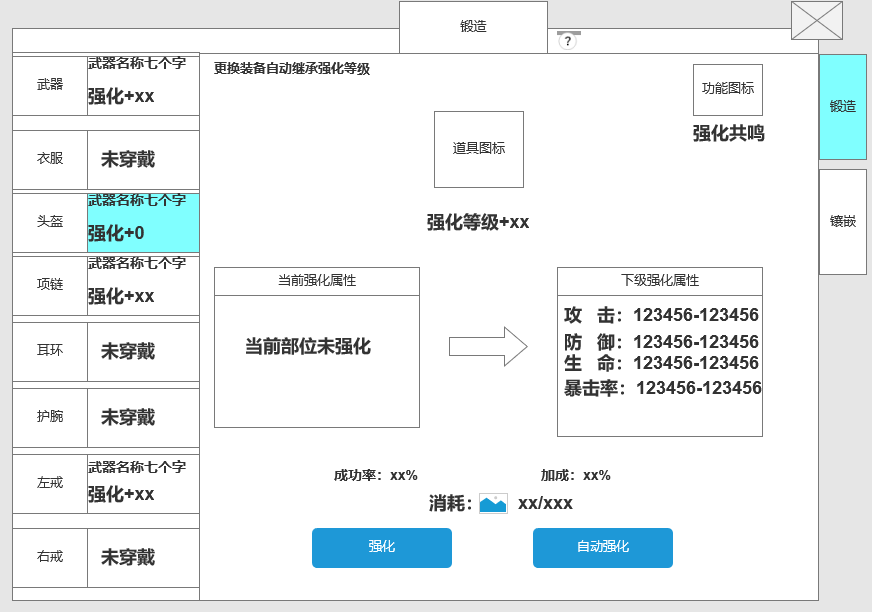 锻造
?
武器
武器名称七个字
强化+xx
衣服
未穿戴
头盔
武器名称七个字
强化+0
项链
武器名称七个字
强化+xx
耳环
未穿戴
护腕
未穿戴
左戒
武器名称七个字
强化+xx
右戒
未穿戴
更换装备自动继承强化等级
道具图标
强化等级+xx
功能图标
强化共鸣
当前强化属性
当前部位未强化
下级强化属性
攻 击：123456-123456
防 御：123456-123456
生 命：123456-123456
暴击率：123456-123456
成功率：xx%
加成：xx%
消耗：xx/xxx
强化
自动强化
锻造
镶嵌